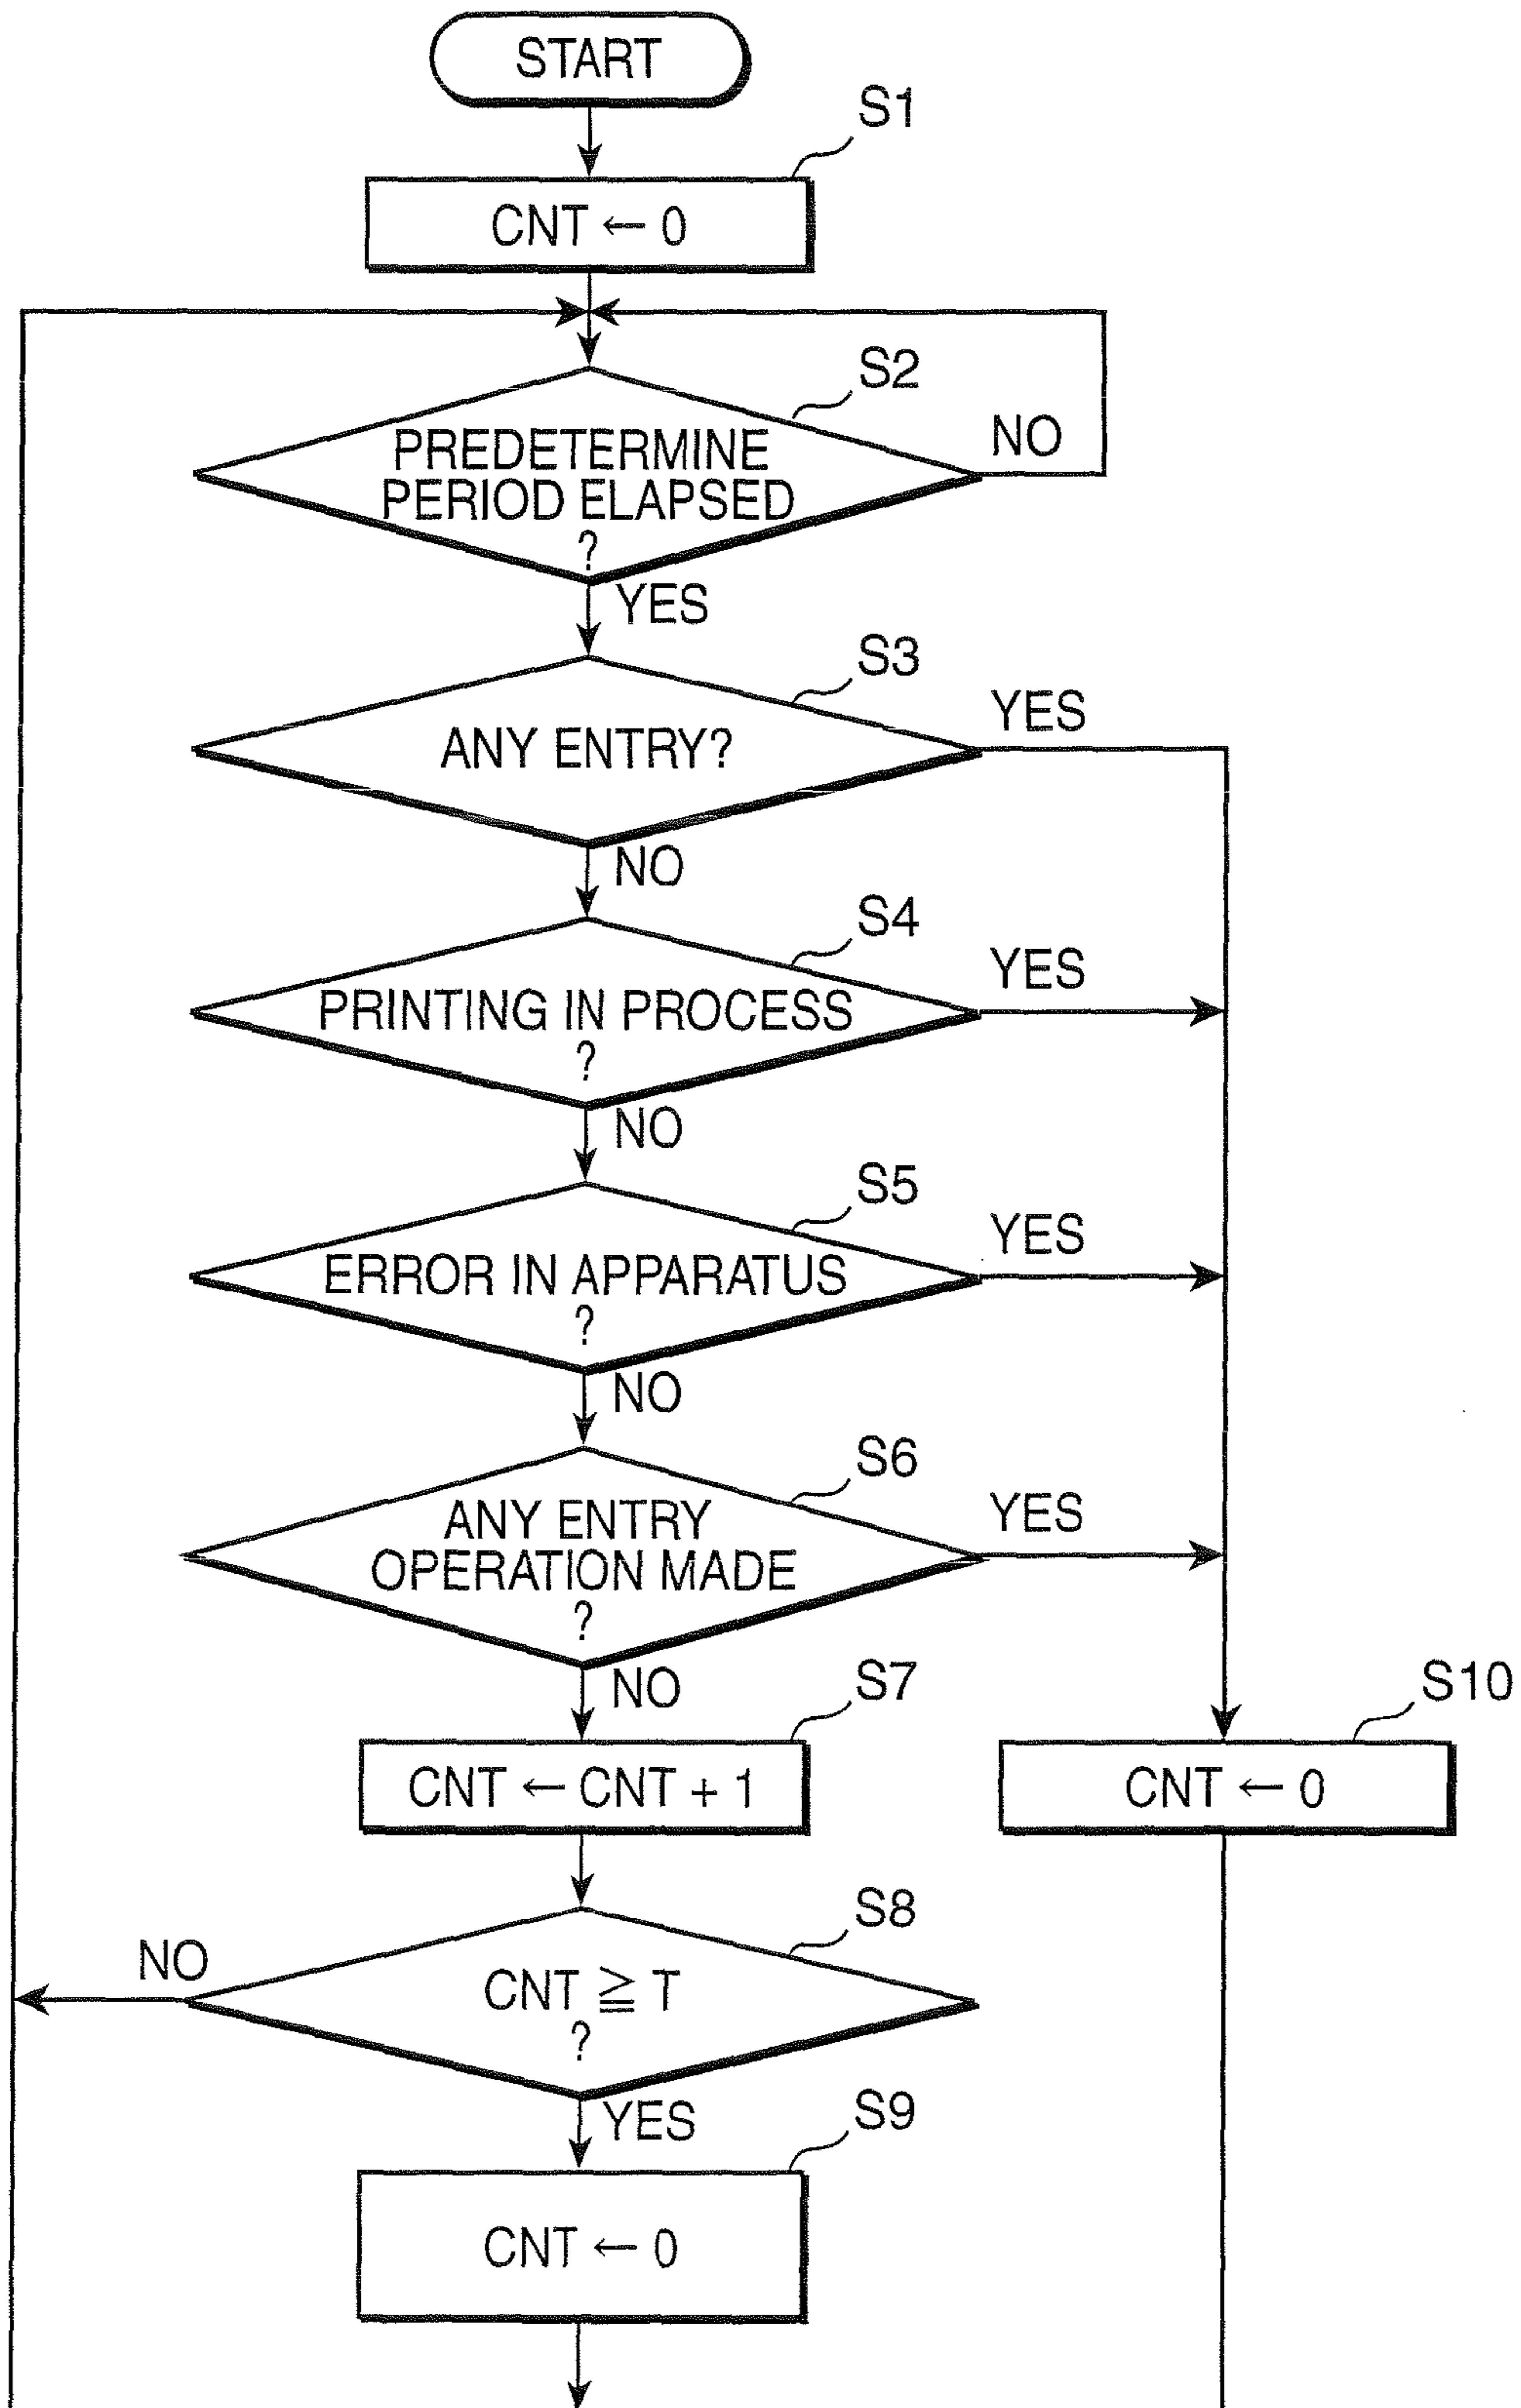 START
S1
CNT ← 0
S2
PREDETERMINE
PERIOD ELAPSED
?
NO
YES
S3
ANY ENTRY?
YES
NO
S4
PRINTING IN PROCESS
?
YES
NO
S5
ERROR IN APPARATUS
?
YES
NO
S6
ANY ENTRY
OPERATION MADE
?
YES
NO
S7
CNT ← CNT + 1
S10
CNT ← 0
S8
CNT ≧ T
?
NO
YES
S9
CNT ← 0